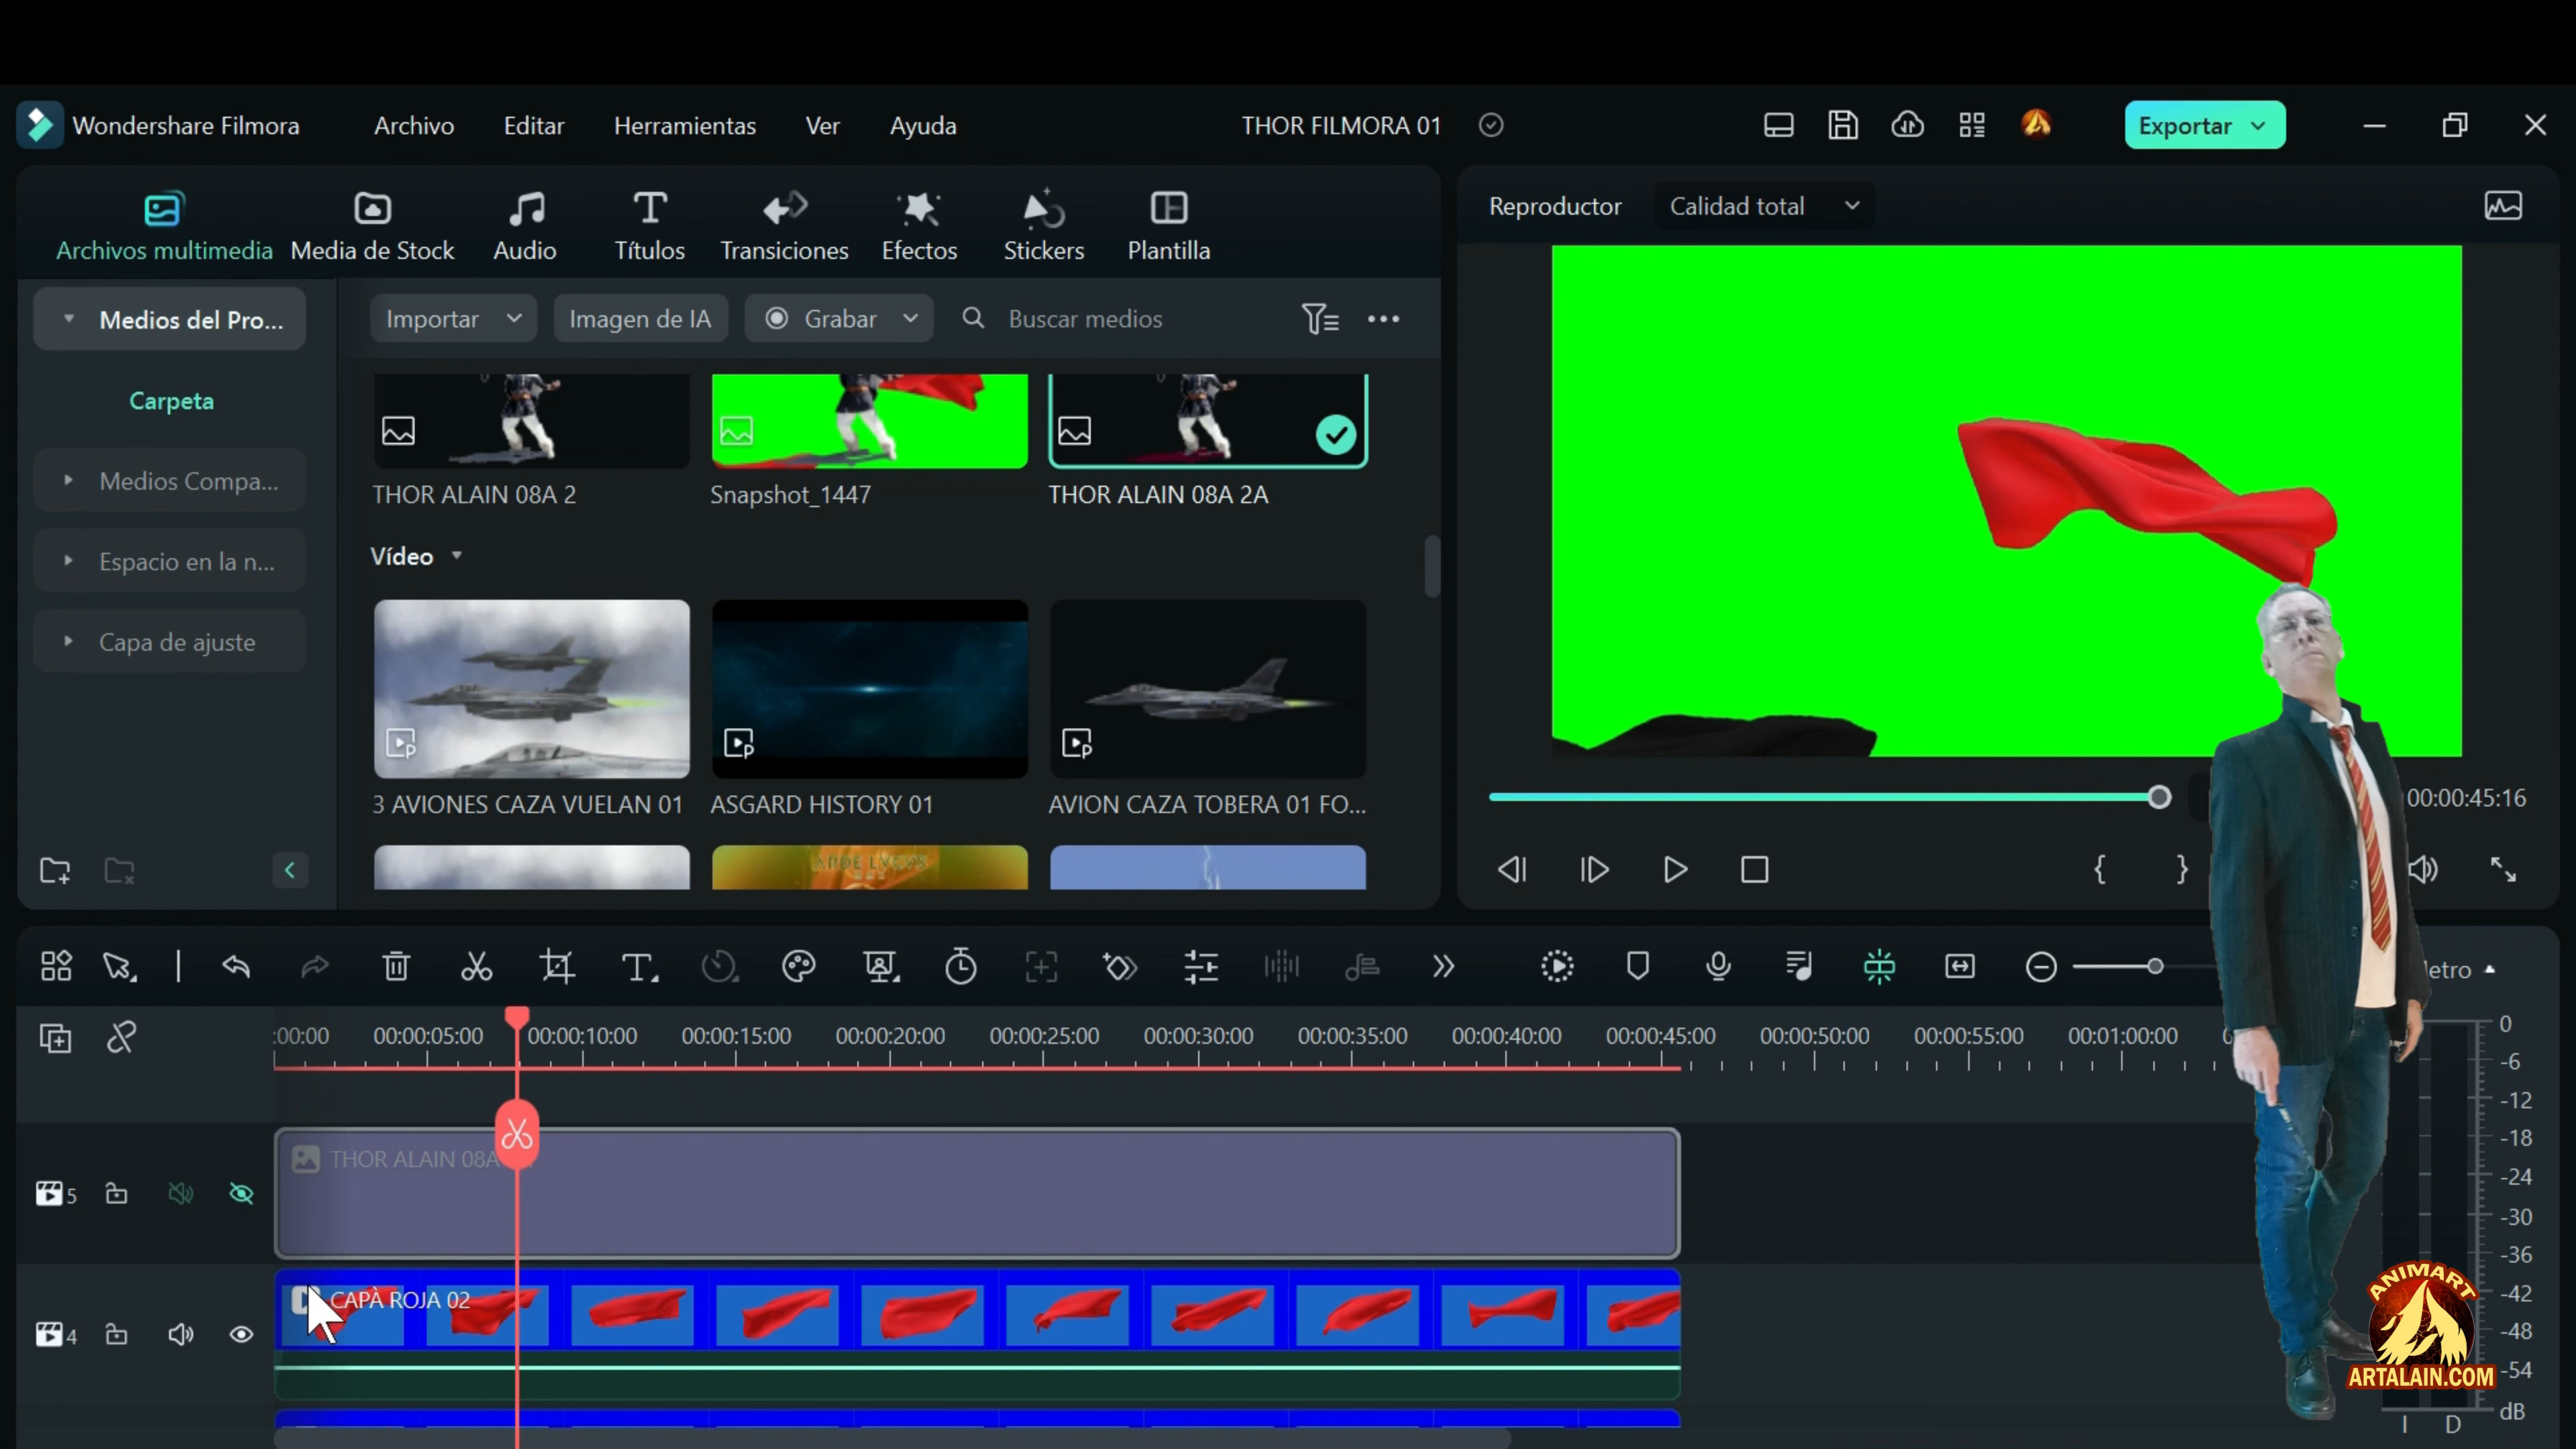 Wondershare Filmora
Archivo
Editar
Herramientas
Ver
Ayuda
THOR FILMORA 01
Exportar
Archivos multimedia
Media de Stock
Audio
Títulos
Transiciones
Efectos
Stickers
Plantilla
Reproductor
Calidad total
Medios del Pro...
Importar
Imagen de IA
Grabar
Buscar medios
Carpeta
Medios Compa...
Espacio en la n...
Capa de ajuste
THOR ALAIN 08A 2
Snapshot_1447
THOR ALAIN 08A 2A
Vídeo
3 AVIONES CAZA VUELAN 01
ASGARD HISTORY 01
AVION CAZA TOBERA 01 FO...
ARDE LVCVS
00:00:45:16
{ }
etro
:00:00
00:00:05:00
00:00:10:00
00:00:15:00
00:00:20:00
00:00:25:00
00:00:30:00
00:00:35:00
00:00:40:00
00:00:45:00
00:00:50:00
00:00:55:00
00:01:00:00
0
-6
-12
-18
-24
-30
-36
-42
-48
-54
dB
I D
THOR ALAIN 08A
5
CAPÀ ROJA 02
4
ANIMART
ARTALAIN.COM